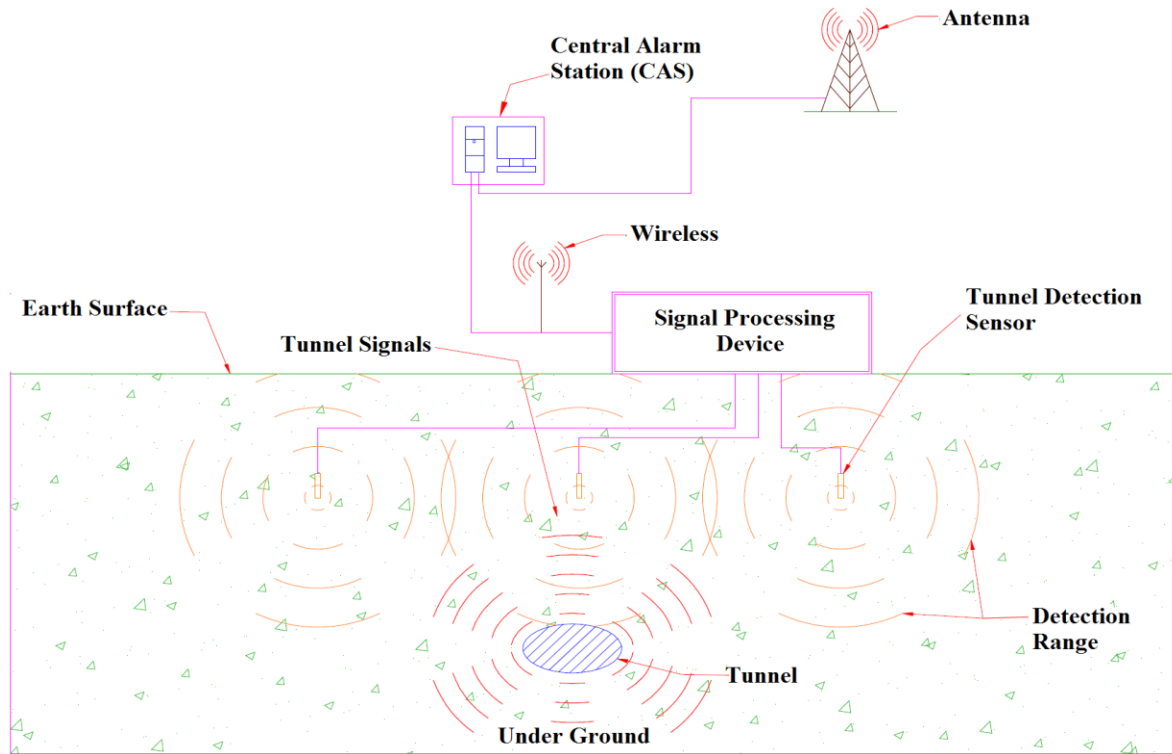 Antenna
Central Alarm
Station (CAS)
Wireless
Earth Surface
Tunnel Signals
Signal Processing
Device
Tunnel Detection
Sensor
Detection
Range
Tunnel
Under Ground